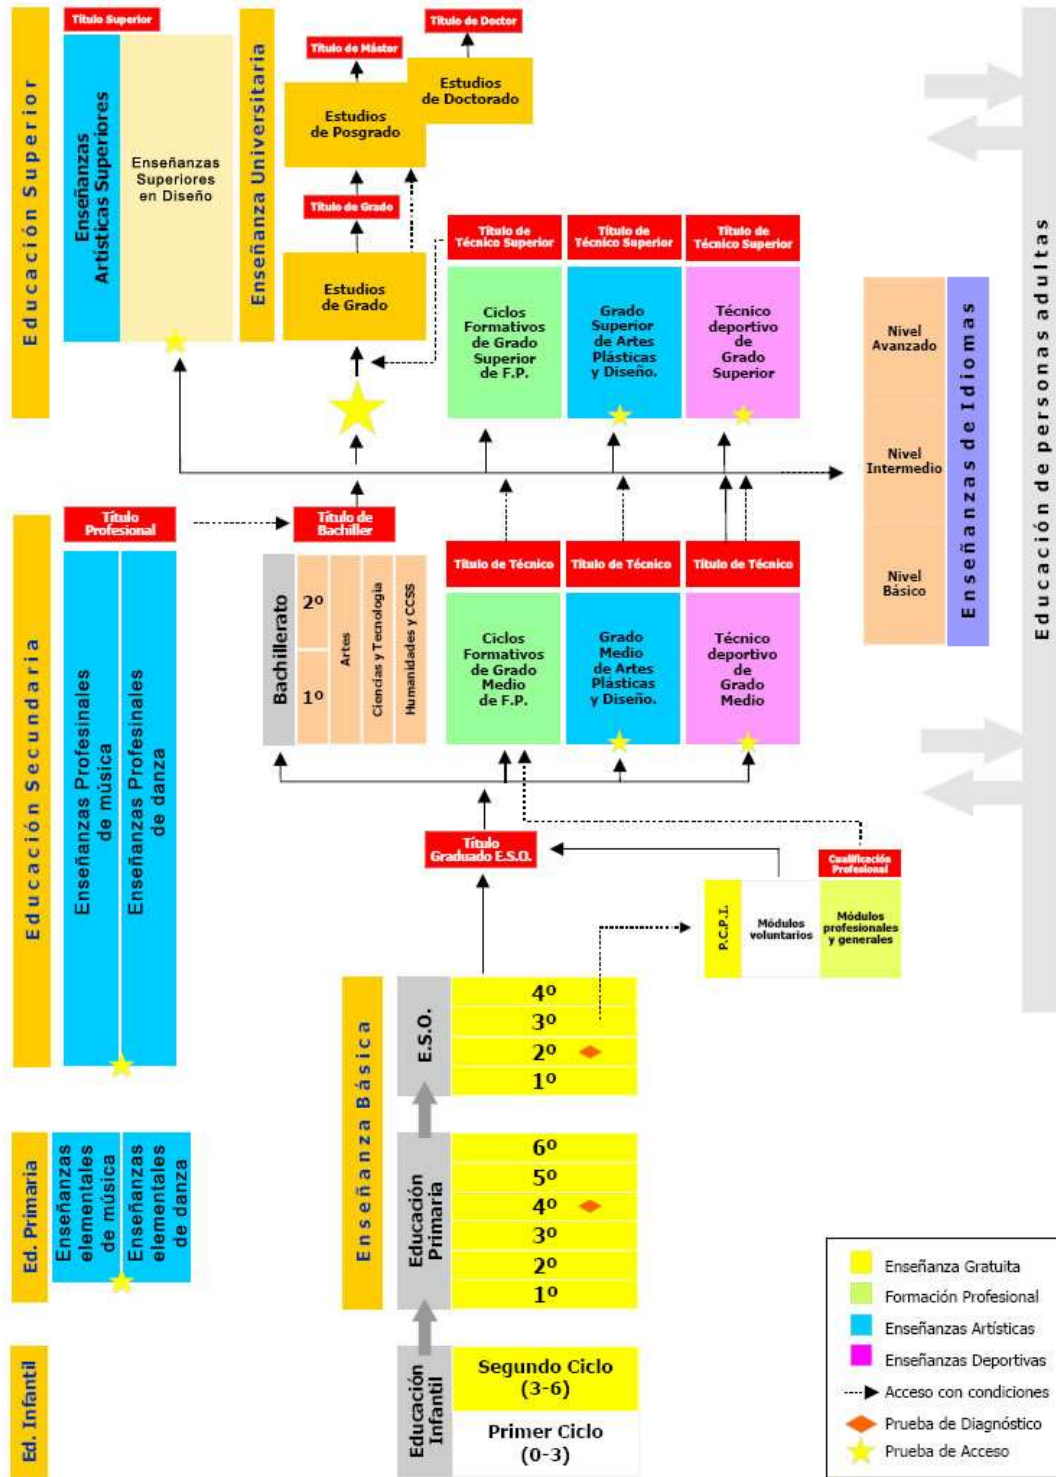 Educación Superior
Título Superior
Enseñanzas
Artísticas Superiores
Enseñanzas
Superiores
en Diseño
Enseñanza Universitaria
Título de Máster
Título de Doctor
Estudios
de Posgrado
Estudios
de Doctorado
Título de Grado
Estudios
de Grado
Título de
Técnico Superior
Título de
Técnico Superior
Título de
Técnico Superior
Ciclos
Formativos
de Grado
Superior
de F.P.
Grado
Superior
de Artes
Plásticas
y Diseño.
Técnico
deportivo
de
Grado
Superior
Nivel
Avanzado
Nivel
Intermedio
Nivel
Básico
Enseñanzas de Idiomas
Educación de personas adultas
Educación Secundaria
Título
Profesional
Enseñanzas Profesinales
de música
Enseñanzas Profesinales
de danza
Título de
Bachiller
Bachillerato
2º
1º
Artes
Ciencias y Tecnología
Humanidades y CCSS
Título de Técnico
Título de Técnico
Título de Técnico
Ciclos
Formativos
de Grado
Medio
de F.P.
Grado
Medio
de Artes
Plásticas
y Diseño.
Técnico
deportivo
de
Grado
Medio
Título
Graduado E.S.O.
Cualificación
Profesional
P.C.P.I.
Módulos
voluntarios
Módulos
profesionales
y generales
Enseñanza Básica
E.S.O.
4º
3º
2º
1º
Ed. Primaria
Enseñanzas
elementales
de música
Enseñanzas
elementales
de danza
Educación
Primaria
6º
5º
4º
3º
2º
1º
Ed. Infantil
Educación
Infantil
Segundo Ciclo
(3-6)
Primer Ciclo
(0-3)
Enseñanza Gratuita
Formación Profesional
Enseñanzas Artísticas
Enseñanzas Deportivas
Acceso con condiciones
Prueba de Diagnóstico
Prueba de Acceso